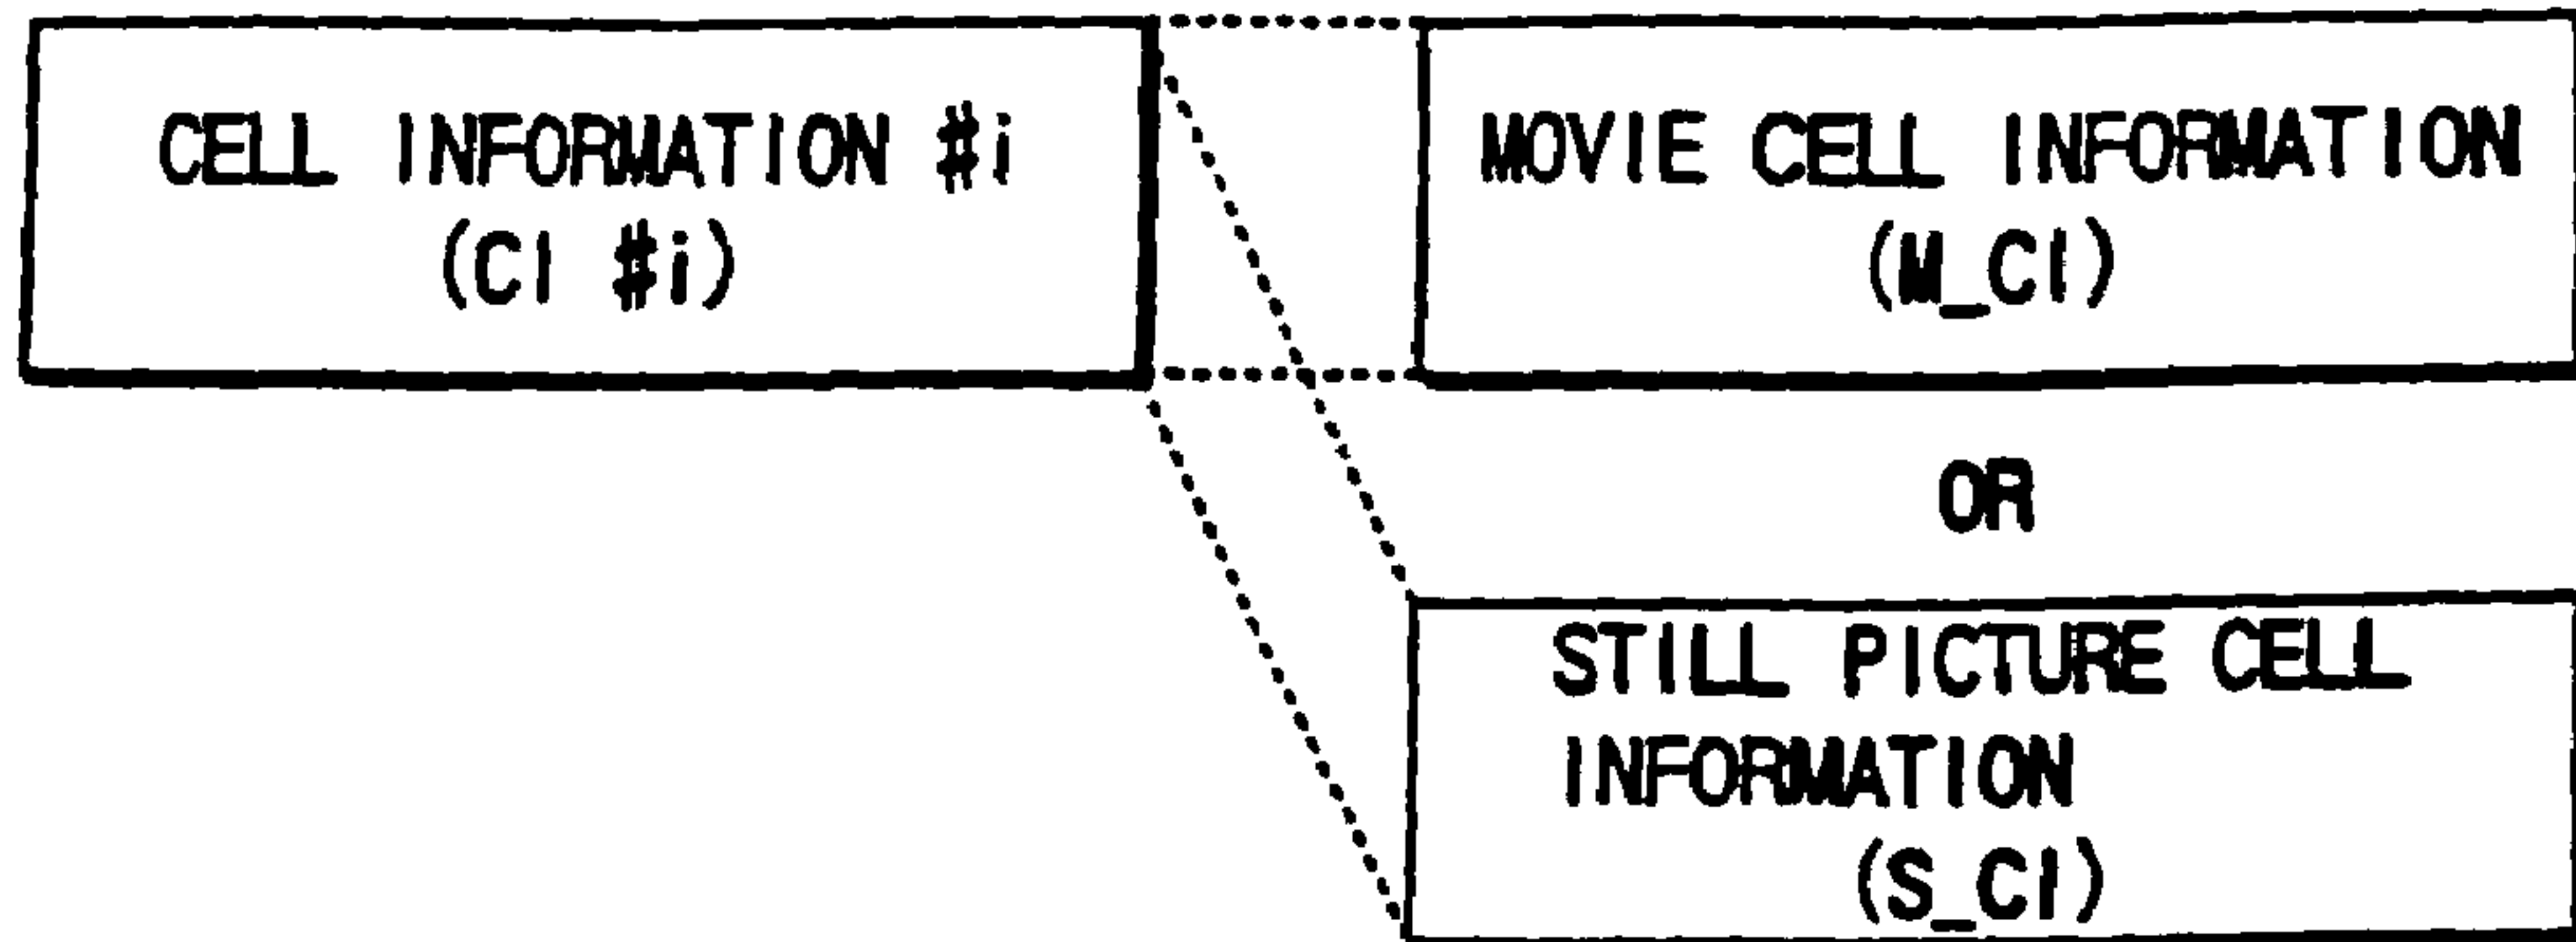 CELL INFORMATION #i
(CI #i)
MOVIE CELL INFORMATION
(M_CI)
OR
STILL PICTURE CELL
INFORMATION
(S_CI)